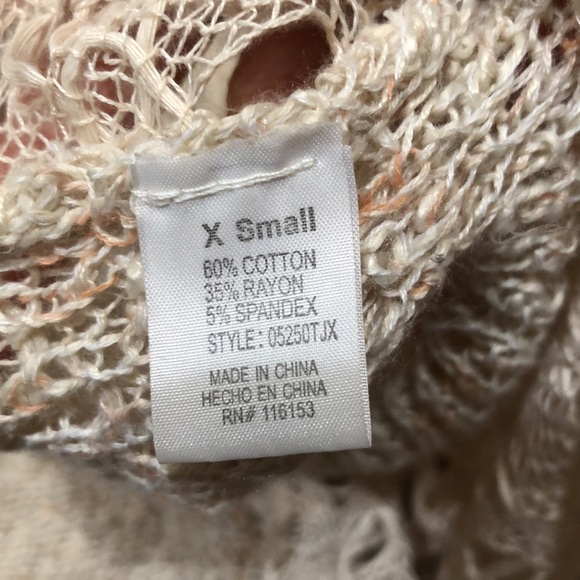 X Small
60% COTTON
35% RAYON
5% SPANDEX
STYLE : 05250TJX
MADE IN CHINA
HECHO EN CHINA
RN# 116153